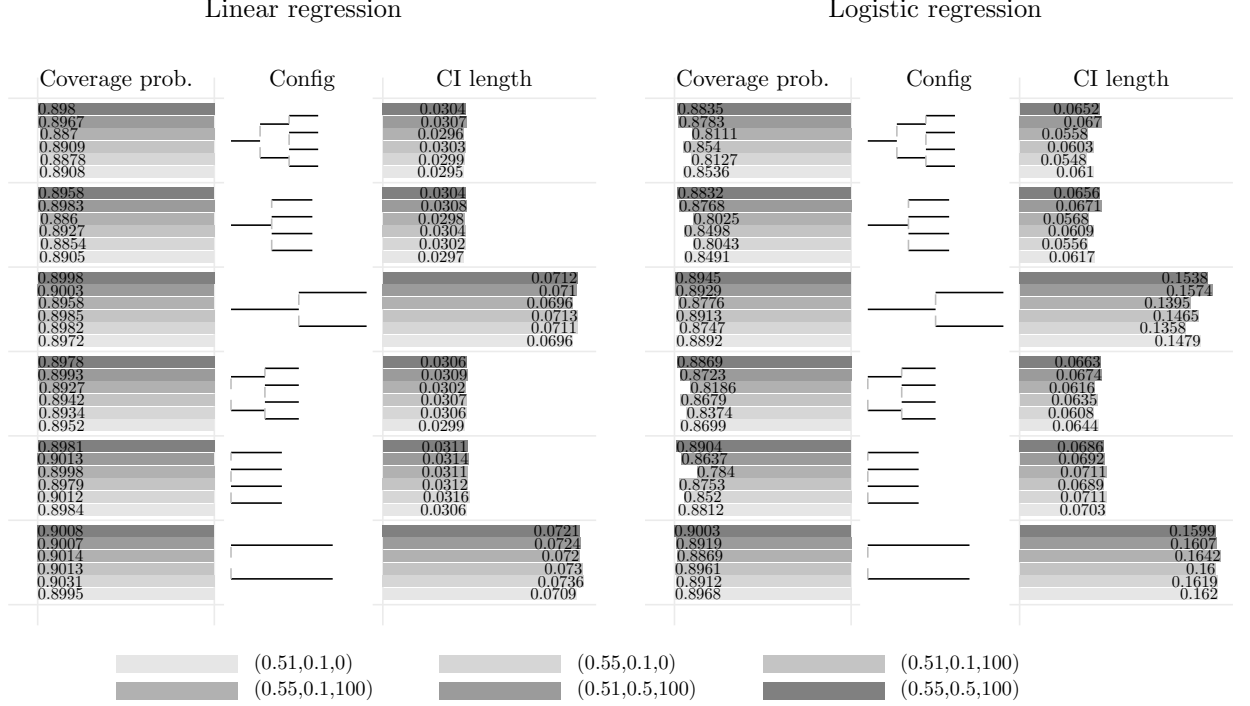 Linear regression Logistic regression
Coverage prob. Config CI length Coverage prob. Config CI length
0.898 0.0304 0.8835 0.0652
0.8967 0.0307 0.8783 0.067
0.887 0.0296 0.8111 0.0558
0.8909 0.0303 0.854 0.0603
0.8878 0.0299 0.8127 0.0548
0.8908 0.0295 0.8536 0.061
0.8958 0.0304 0.8832 0.0656
0.8983 0.0308 0.8768 0.0671
0.886 0.0298 0.8025 0.0568
0.8927 0.0304 0.8498 0.0609
0.8854 0.0302 0.8043 0.0556
0.8905 0.0297 0.8491 0.0617
0.8998 0.0712 0.8945 0.1538
0.9003 0.071 0.8929 0.1574
0.8958 0.0696 0.8776 0.1395
0.8985 0.0713 0.8913 0.1465
0.8982 0.0711 0.8747 0.1358
0.8972 0.0696 0.8892 0.1479
0.8978 0.0306 0.8869 0.0663
0.8993 0.0309 0.8723 0.0674
0.8927 0.0302 0.8186 0.0616
0.8942 0.0307 0.8679 0.0635
0.8934 0.0306 0.8374 0.0608
0.8952 0.0299 0.8699 0.0644
0.8981 0.0311 0.8904 0.0686
0.9013 0.0314 0.8637 0.0692
0.8998 0.0311 0.784 0.0711
0.8979 0.0312 0.8753 0.0689
0.9012 0.0316 0.852 0.0711
0.8984 0.0306 0.8812 0.0703
0.9008 0.0721 0.9003 0.1599
0.9007 0.0724 0.8919 0.1607
0.9014 0.072 0.8869 0.1642
0.9013 0.073 0.8961 0.16
0.9031 0.0736 0.8912 0.1619
0.8995 0.0709 0.8968 0.162
(0.51,0.1,0) (0.55,0.1,0) (0.51,0.1,100)
(0.55,0.1,100) (0.51,0.5,100) (0.55,0.5,100)